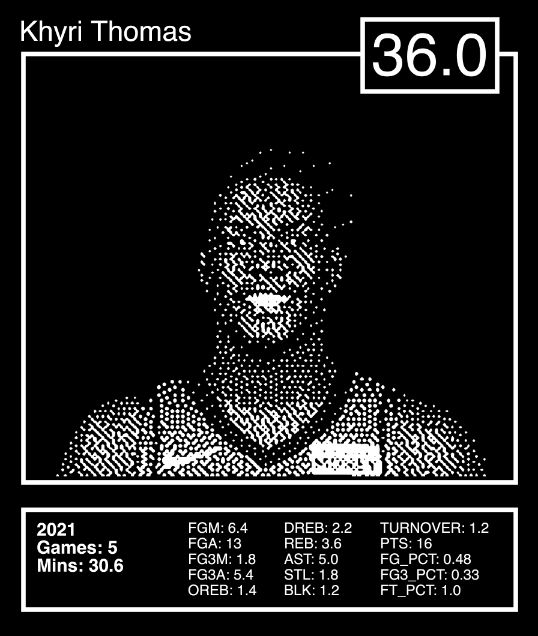 Khyri Thomas
36.0
2021
Games: 5
Mins: 30.6
FGM: 6.4
FGA: 13
FG3M: 1.8
FG3A: 5.4
OREB: 1.4
DREB: 2.2
REB: 3.6
AST: 5.0
STL: 1.8
BLK: 1.2
TURNOVER: 1.2
PTS: 16
FG_PCT: 0.48
FG3_PCT: 0.33
FT_PCT: 1.0